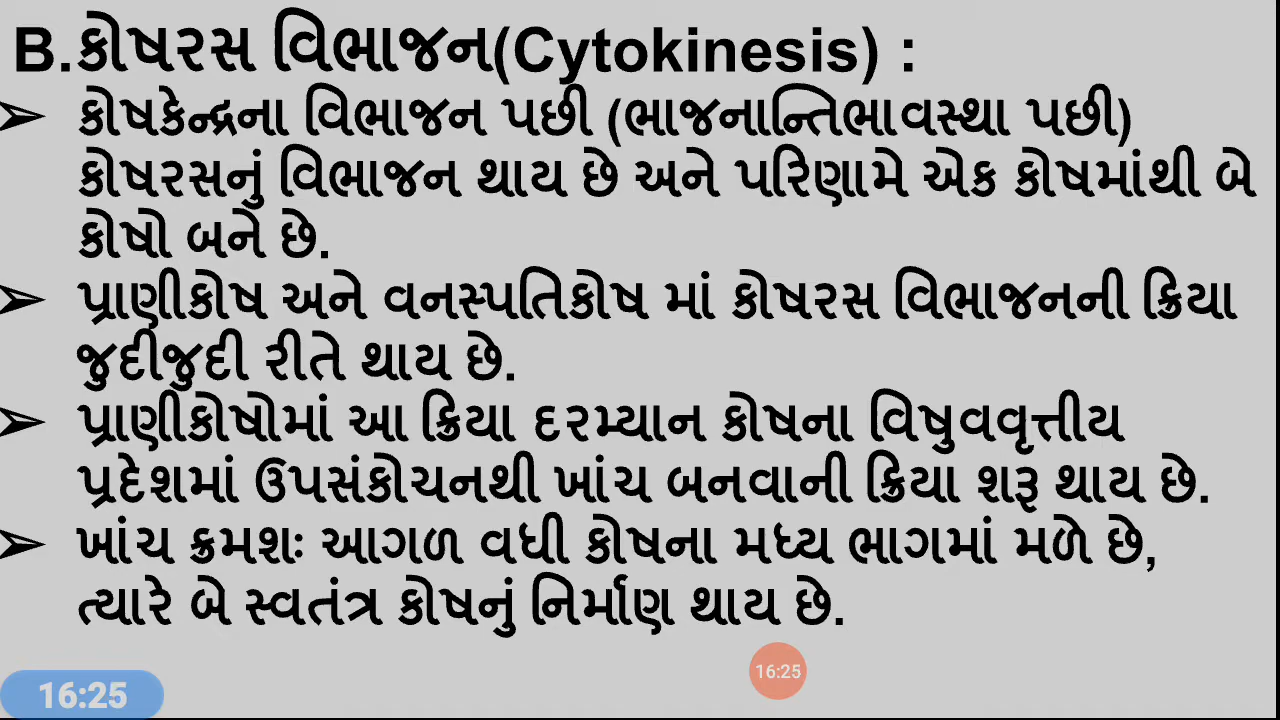 B.કોષરસ વિભાજન(Cytokinesis) :
➢ કોષકેન્દ્રના વિભાજન પછી (ભાજનાન્તિભાવસ્થા પછી)
કોષરસનું વિભાજન થાય છે અને પરિણામે એક કોષમાંથી બે
કોષો બને છે.
➢ પ્રાણીકોષ અને વનસ્પતિકોષ માં કોષરસ વિભાજનની ક્રિયા
જુદીજુદી રીતે થાય છે.
➢ પ્રાણીકોષોમાં આ ક્રિયા દરમ્યાન કોષના વિષુવવૃત્તીય
પ્રદેશમાં ઉપસંકોચનથી ખાંચ બનવાની ક્રિયા શરૂ થાય છે.
➢ ખાંચ ક્રમશઃ આગળ વધી કોષના મધ્ય ભાગમાં મળે છે,
ત્યારે બે સ્વતંત્ર કોષનું નિર્માણ થાય છે.
16:25
16:25